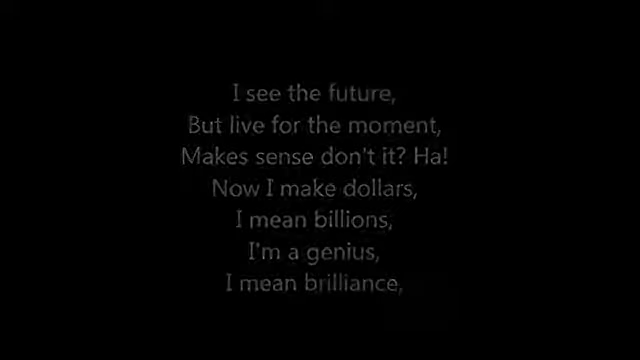 I see the future,
But live for the moment,
Makes sense don't it? Ha!
Now I make dollars,
I mean billions,
I'm a genius,
I mean brilliance,